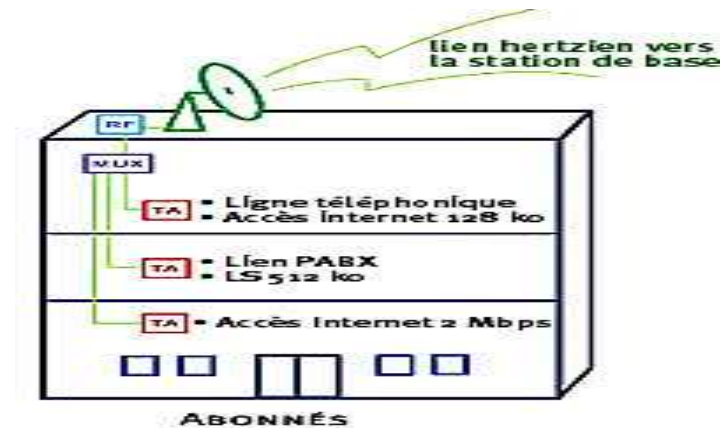 lien hertzien vers
la station de base
RF
MUX
TA
• Ligne téléphonique
• Accès internet 128 ko
TA
• Lien PABX
• LS 512 ko
TA • Accès Internet 2 Mbps
ABONNÉS